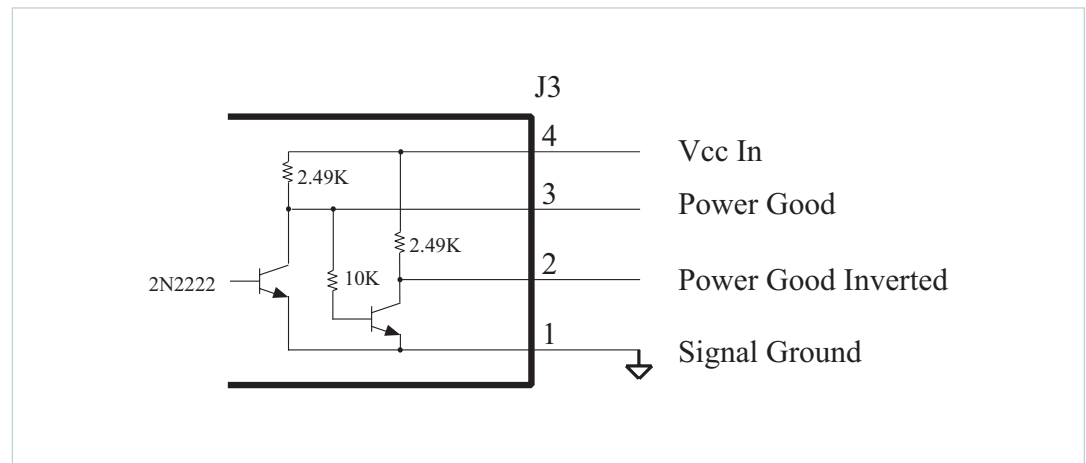 J3
4 Vcc In
2.49K
3 Power Good
2.49K
2 Power Good Inverted
2N2222
10K
1 Signal Ground